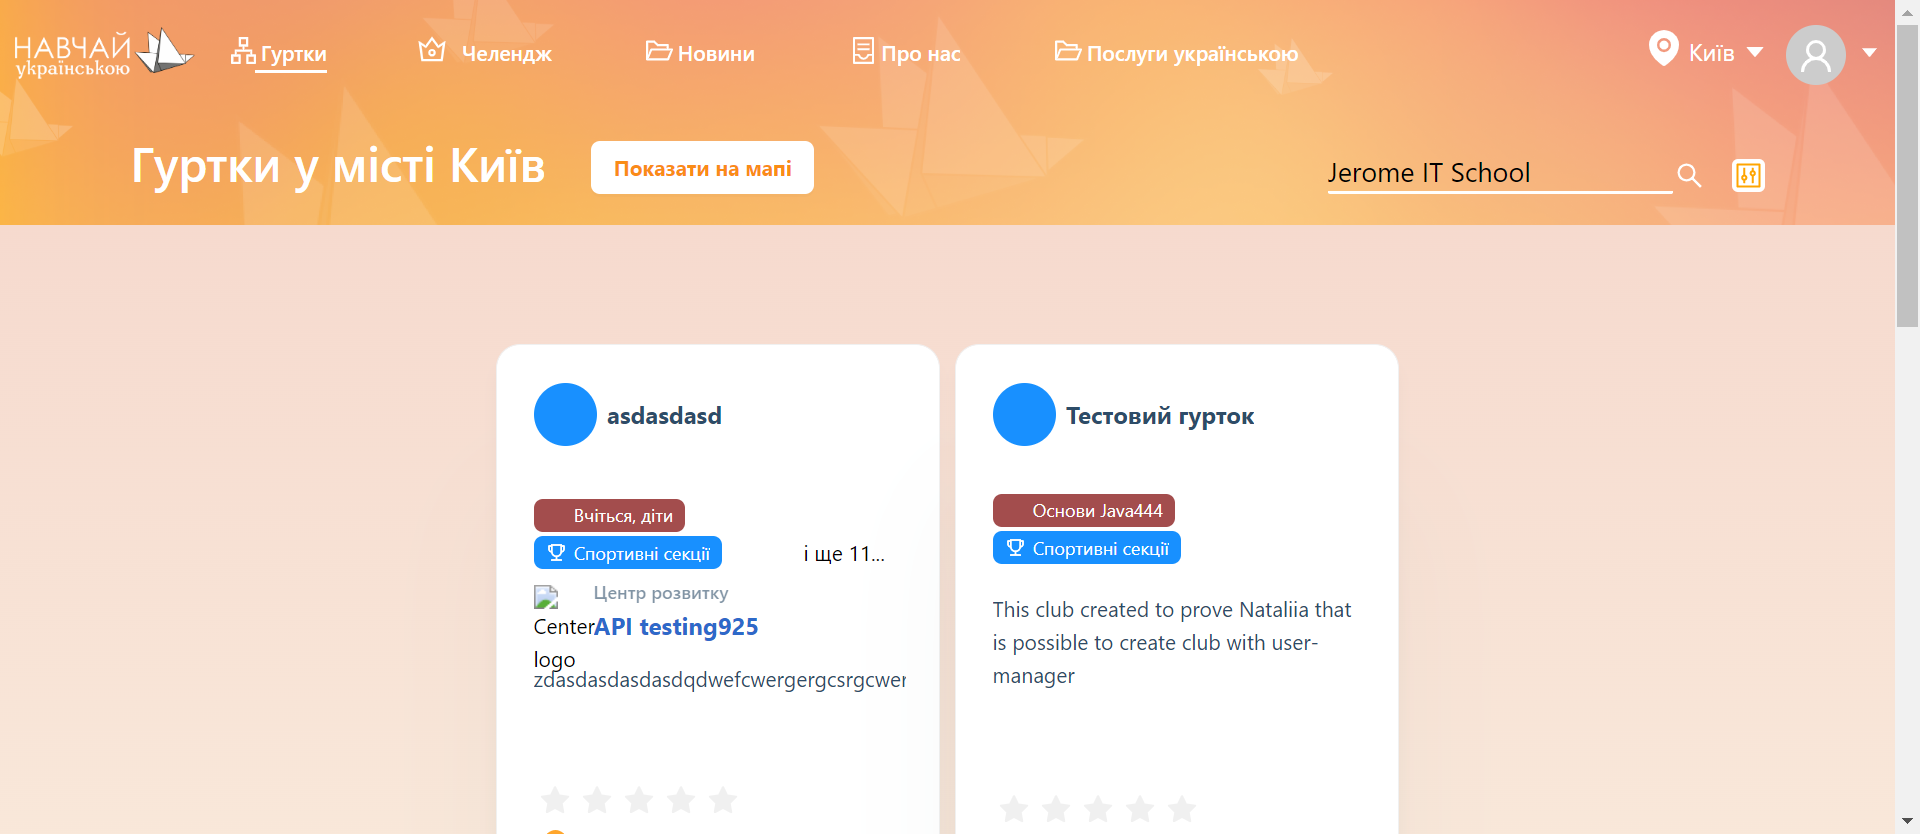 НАВЧАЙ
українською
Гуртки
Челендж
Новини
Про нас
Послуги українською
Київ
Гуртки у місті Київ
Показати на мапі
Jerome IT School
asdasdasd
Вчіться, діти
Спортивні секції
і ще 11...
Центр розвитку
Center logo
API testing925
zdasdasdasdasdqdwefcwergergcsrgcwer
Тестовий гурток
Основи Java444
Спортивні секції
This club created to prove Nataliia that
is possible to create club with user-
manager